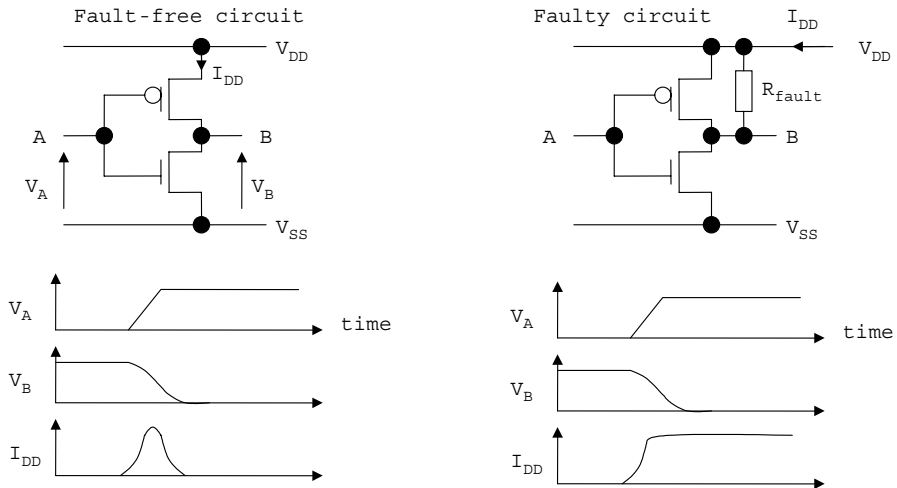 Fault-free circuit
V_DD
I_DD
A
B
V_A
V_B
V_SS
V_A
time
V_B
I_DD
Faulty circuit
I_DD
V_DD
R_fault
A
B
V_SS
V_A
time
V_B
I_DD